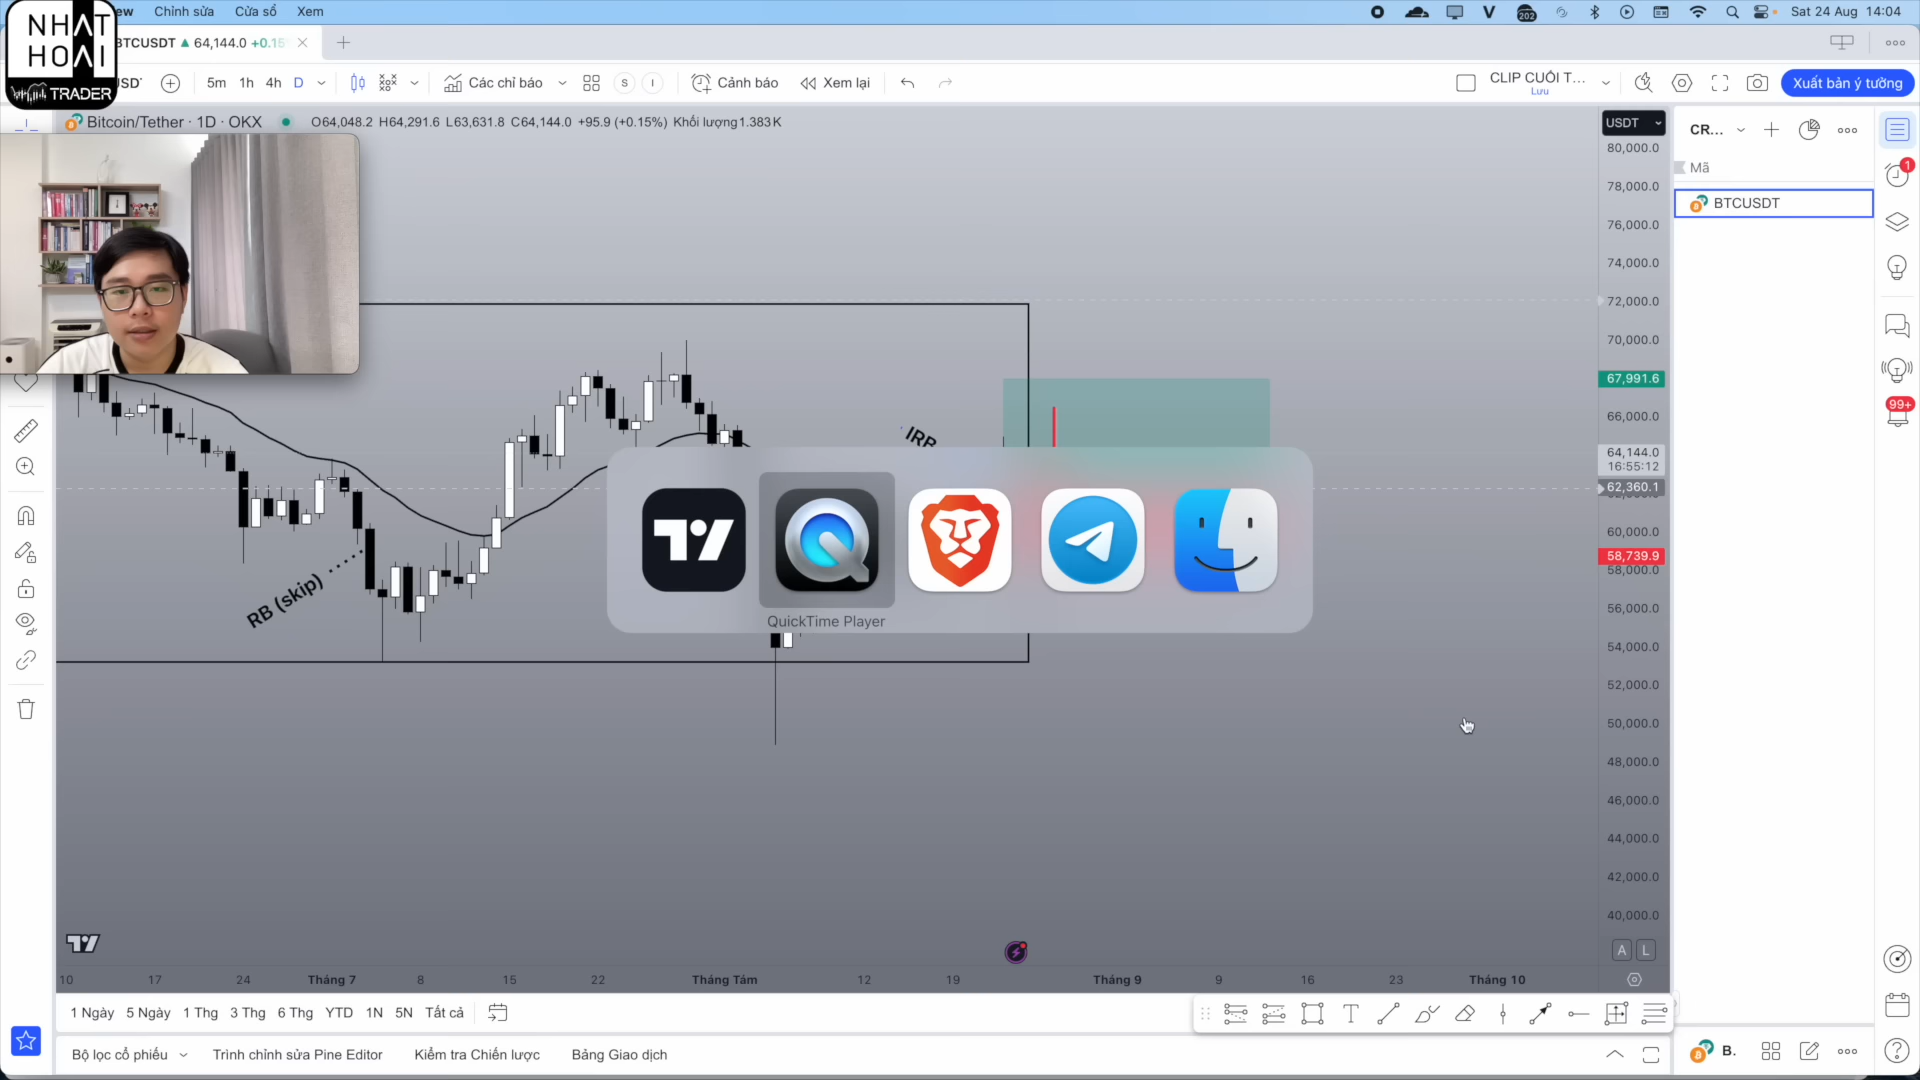 NHAT
HOAI
TRADER
ew Chỉnh sửa Cửa sổ Xem
202
Sat 24 Aug 14:04
BTCUSDT ▲ 64,144.0 +0.15
USD
5m 1h 4h D
Các chỉ báo
S I
Cảnh báo
Xem lại
CLIP CUỐI T...
Lưu
Xuất bản ý tưởng
Bitcoin/Tether · 1D · OKX
O64,048.2 H64,291.6 L63,631.8 C64,144.0 +95.9 (+0.15%) Khối lượng1.383K
USDT
CR...
Mã
BTCUSDT
1
99+
80,000.0
78,000.0
76,000.0
74,000.0
72,000.0
70,000.0
67,991.6
66,000.0
64,144.0
16:55:12
62,360.1
60,000.0
58,739.9
58,000.0
56,000.0
54,000.0
52,000.0
50,000.0
48,000.0
46,000.0
44,000.0
42,000.0
40,000.0
IRB
RB (skip)
QuickTime Player
A L
10 17 24 Tháng 7 8 15 22 Tháng Tám 12 19 Tháng 9 9 16 23 Tháng 10
1 Ngày 5 Ngày 1 Thg 3 Thg 6 Thg YTD 1N 5N Tất cả
Bộ lọc cổ phiếu Trình chỉnh sửa Pine Editor Kiểm tra Chiến lược Bảng Giao dịch
B.